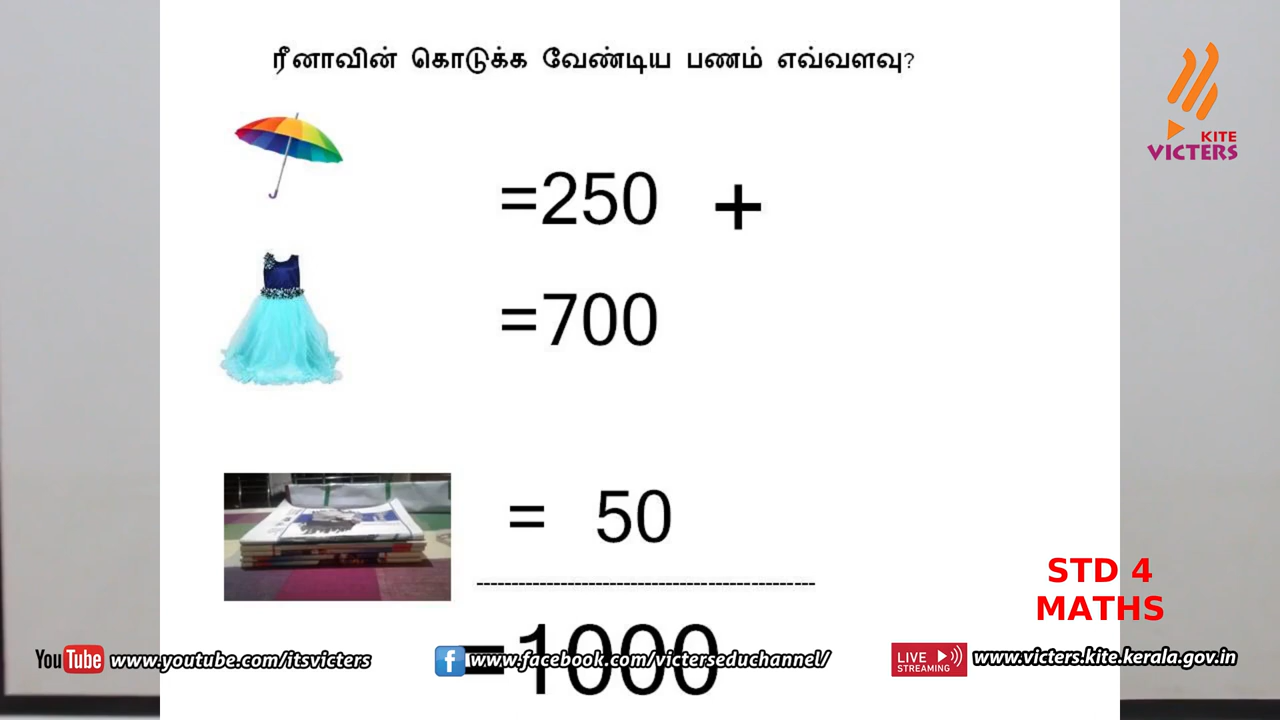 ரீனாவின் கொடுக்க வேண்டிய பணம் எவ்வளவு?
=250 +
=700
= 50
------------------------------------------------
=1000
KITE
VICTERS
STD 4
MATHS
YouTube www.youtube.com/itsvicters
f www.facebook.com/victerseduchannel/
LIVE STREAMING www.victers.kite.kerala.gov.in